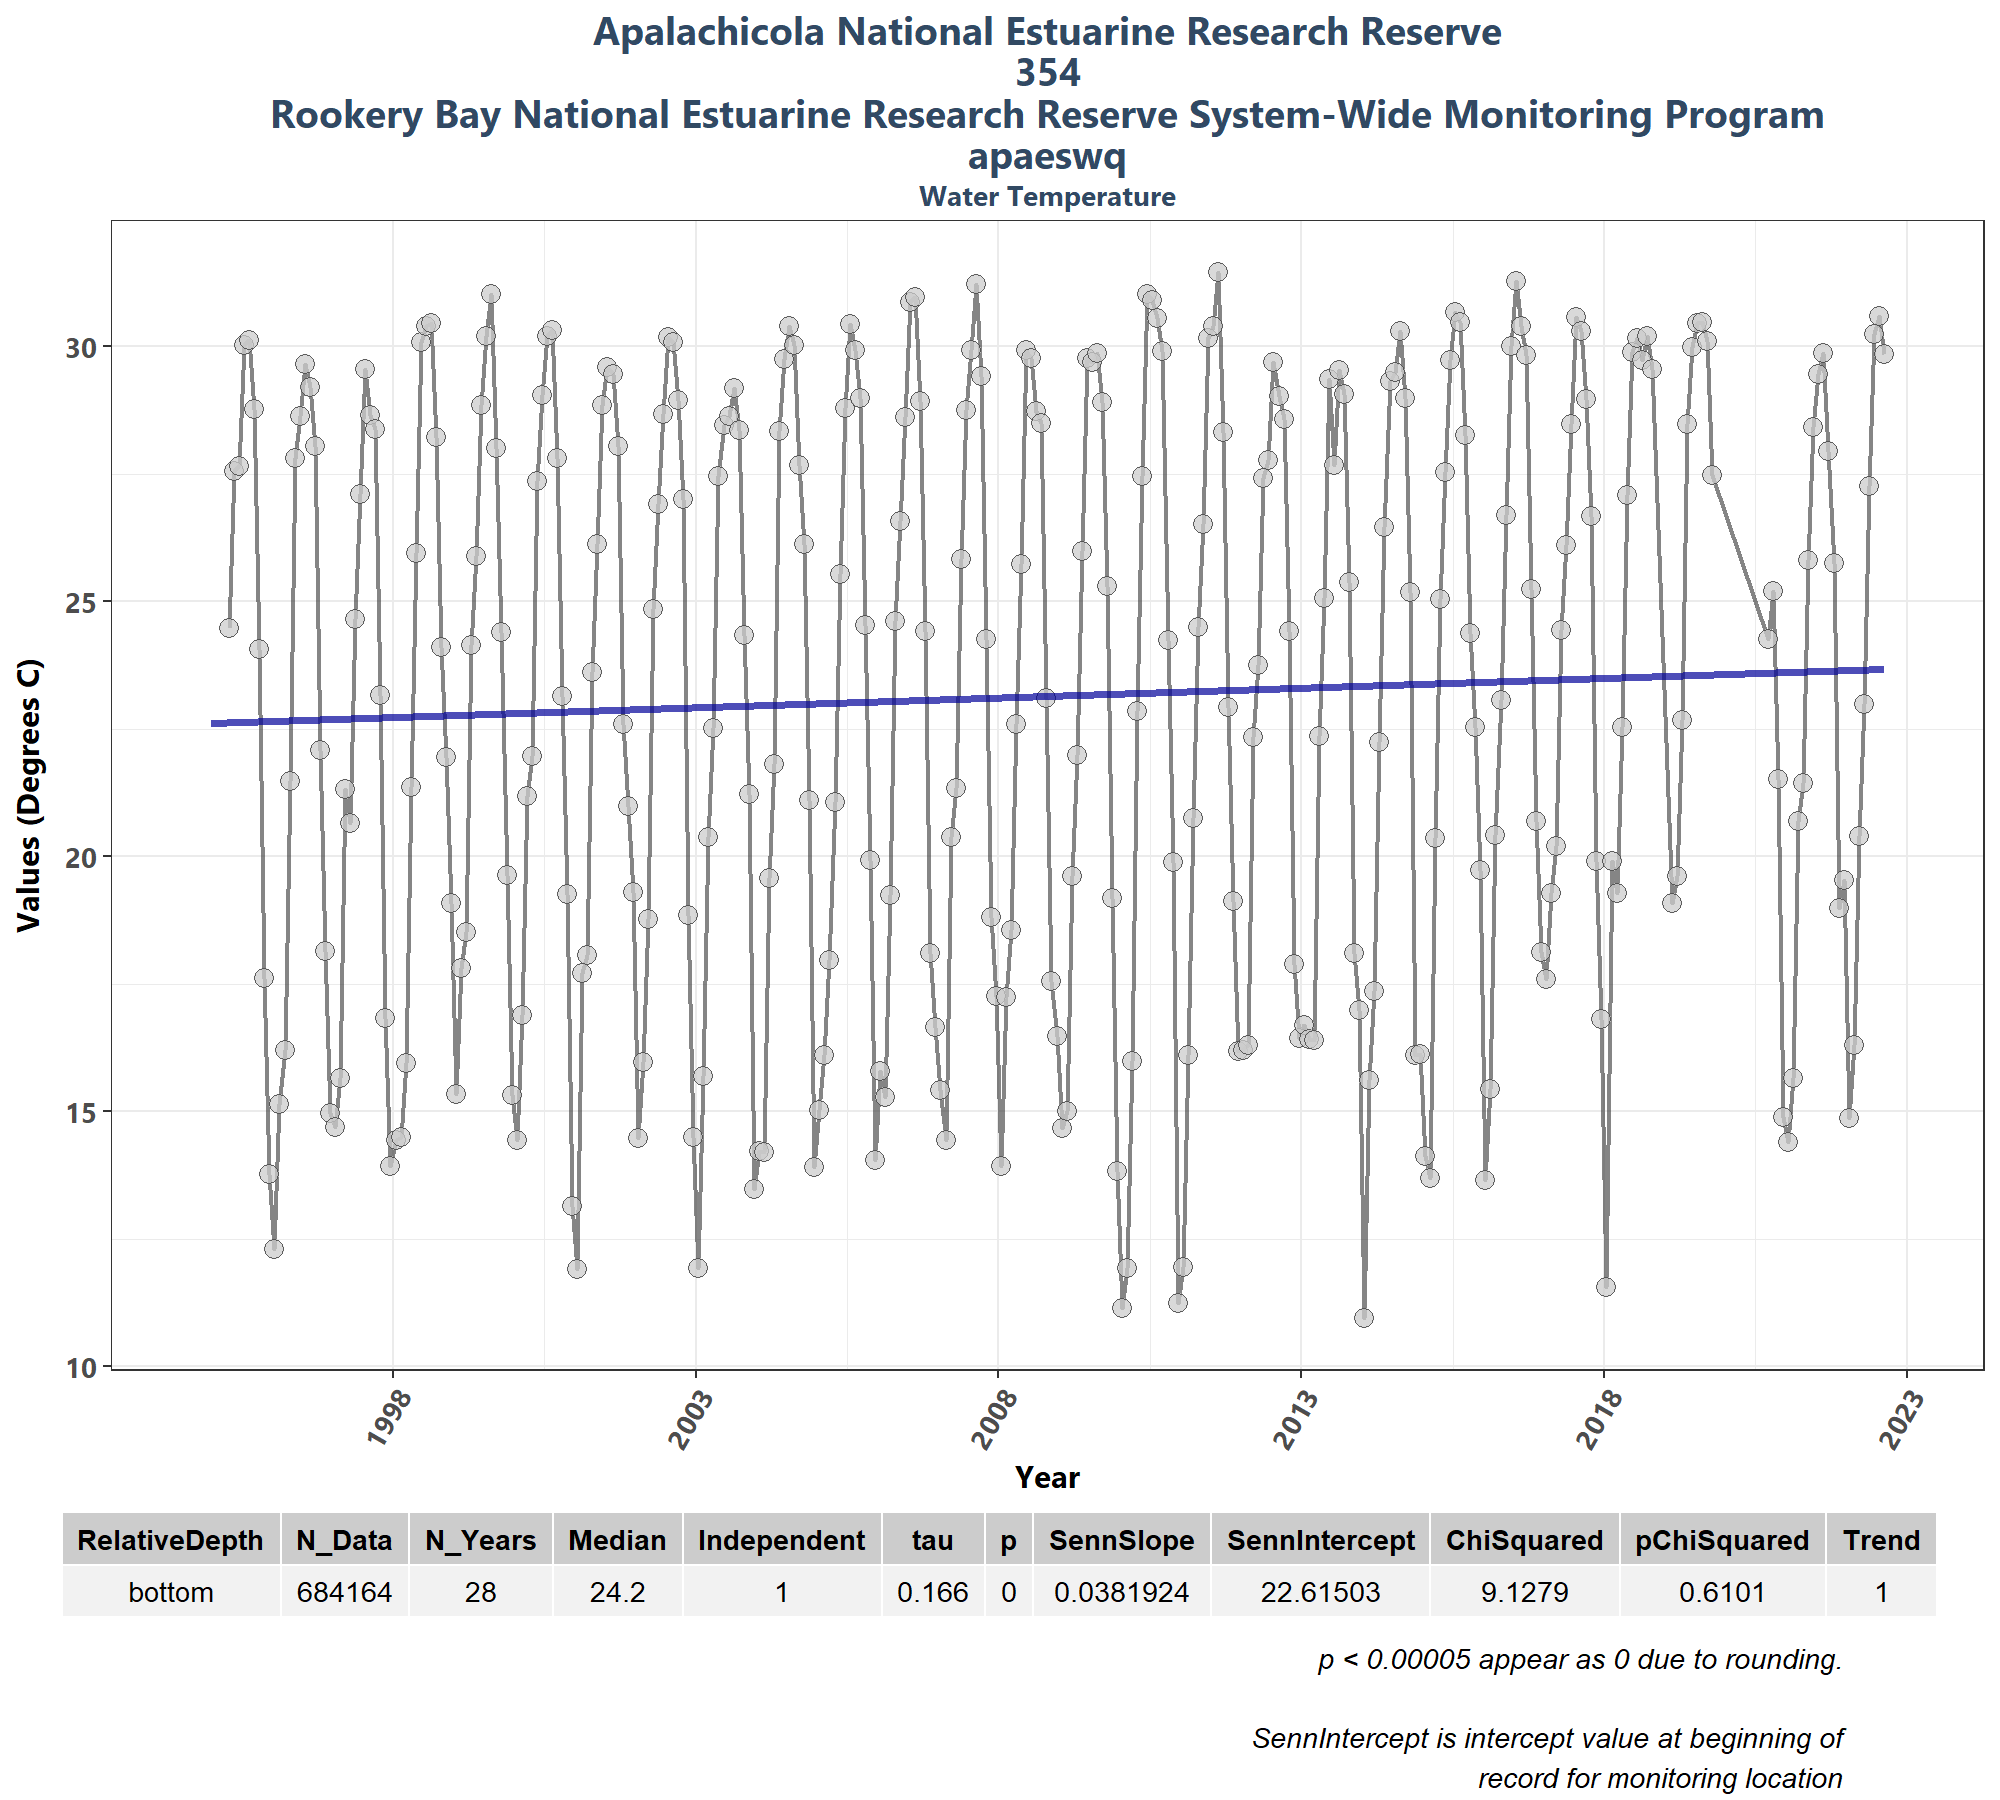 Apalachicola National Estuarine Research Reserve
354
Rookery Bay National Estuarine Research Reserve System-Wide Monitoring Program
apaeswq
Water Temperature
Values (Degrees C)
30
25
20
15
10
1998
2003
2008
2013
2018
2023
Year
RelativeDepth N_Data N_Years Median Independent tau p SennSlope SennIntercept ChiSquared pChiSquared Trend
bottom 684164 28 24.2 1 0.166 0 0.0381924 22.61503 9.1279 0.6101 1
p < 0.00005 appear as 0 due to rounding.
SennIntercept is intercept value at beginning of
record for monitoring location